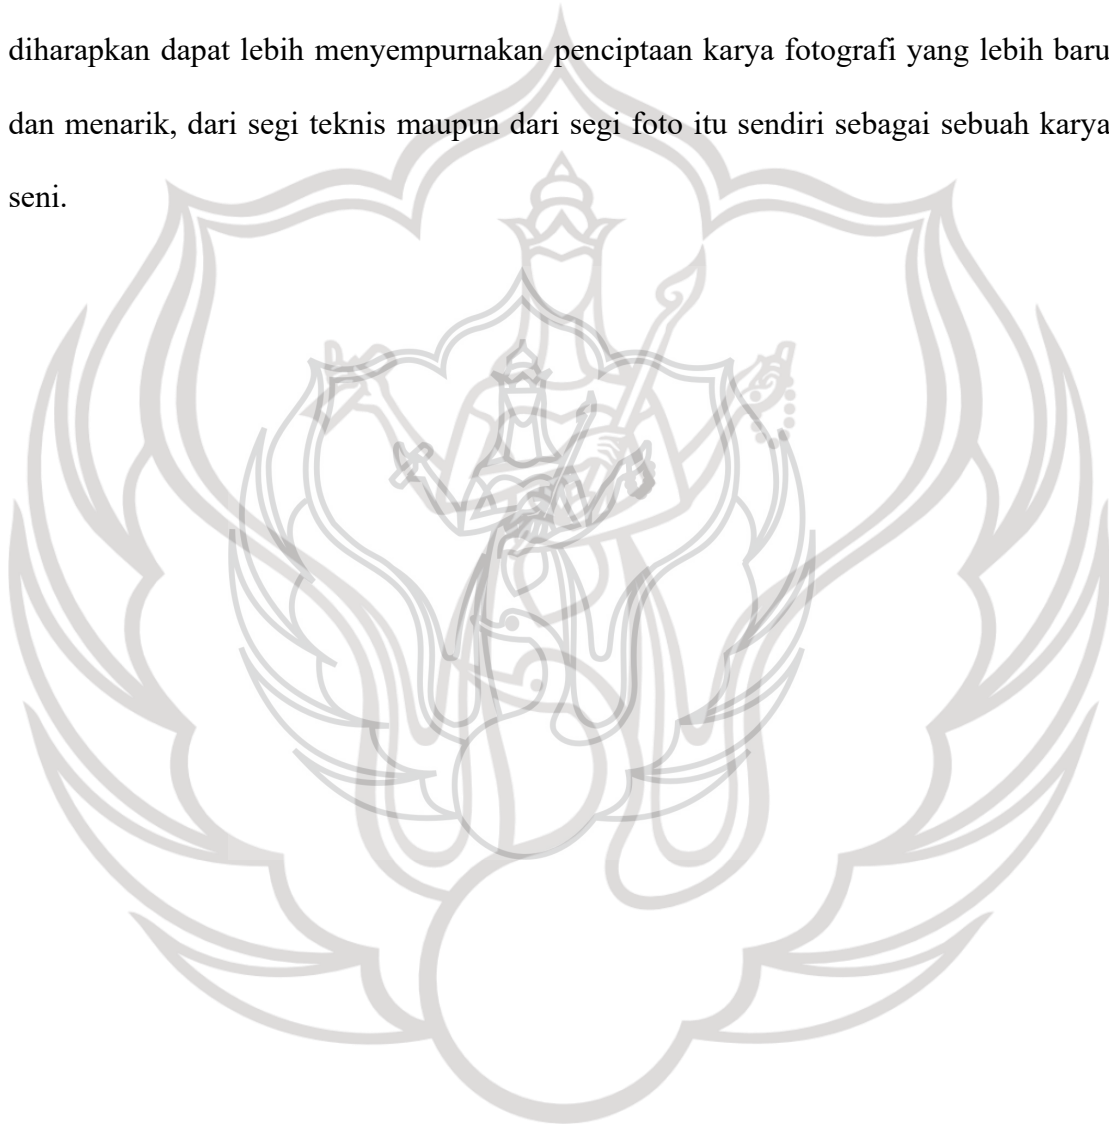 diharapkan dapat lebih menyempurnakan penciptaan karya fotografi yang lebih baru
dan menarik, dari segi teknis maupun dari segi foto itu sendiri sebagai sebuah karya
seni.